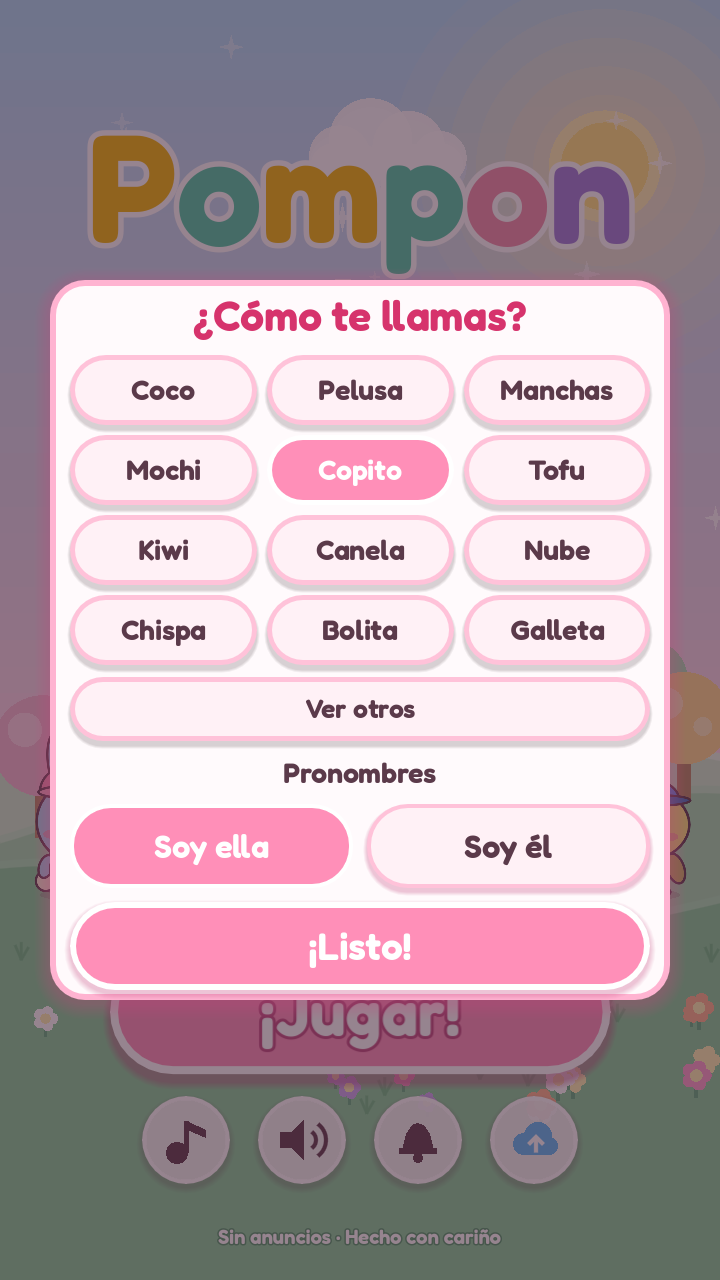 Pompon
¿Cómo te llamas?
Coco Pelusa Manchas
Mochi Copito Tofu
Kiwi Canela Nube
Chispa Bolita Galleta
Ver otros
Pronombres
Soy ella Soy él
¡Listo!
¡Jugar!
Sin anuncios · Hecho con cariño